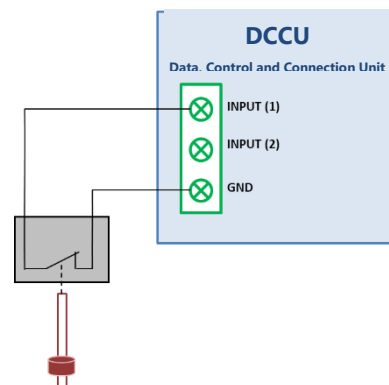 DCCU
Data, Control and Connection Unit
INPUT (1)
INPUT (2)
GND